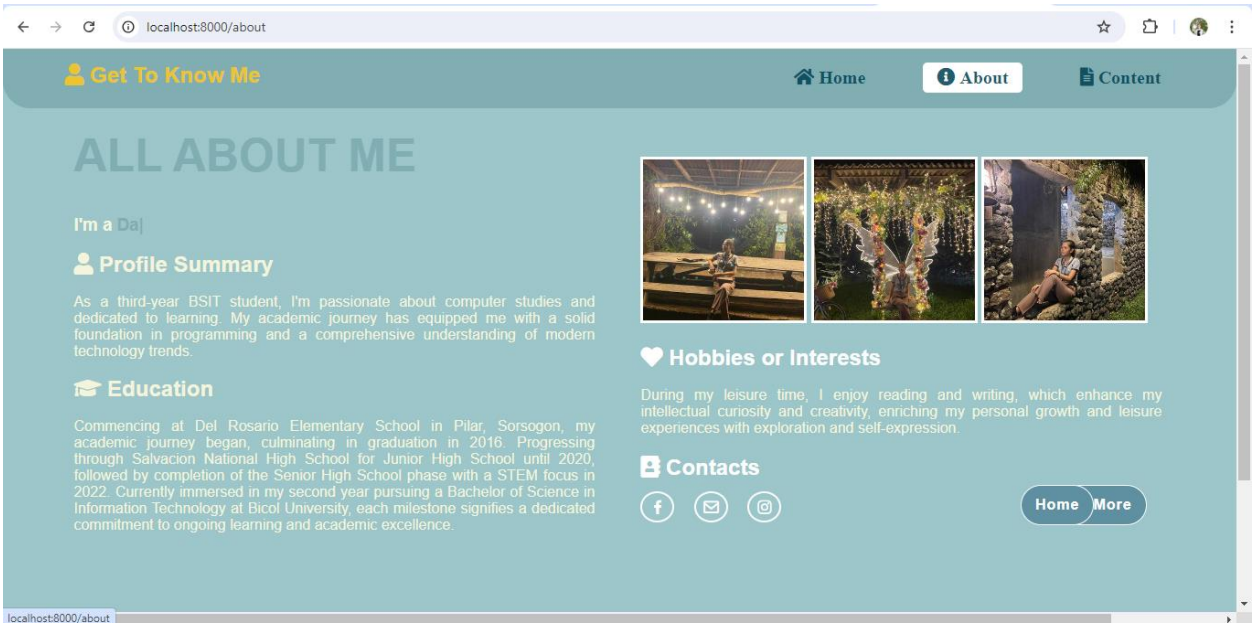 localhost:8000/about
Get To Know Me
Home
About
Content
ALL ABOUT ME
I'm a Da|
Profile Summary
As a third-year BSIT student, I'm passionate about computer studies and
dedicated to learning. My academic journey has equipped me with a solid
foundation in programming and a comprehensive understanding of modern
technology trends.
Education
Commencing at Del Rosario Elementary School in Pilar, Sorsogon, my
academic journey began, culminating in graduation in 2016. Progressing
through Salvacion National High School for Junior High School until 2020,
followed by completion of the Senior High School phase with a STEM focus in
2022. Currently immersed in my second year pursuing a Bachelor of Science in
Information Technology at Bicol University, each milestone signifies a dedicated
commitment to ongoing learning and academic excellence.
Hobbies or Interests
During my leisure time, I enjoy reading and writing, which enhance my
intellectual curiosity and creativity, enriching my personal growth and leisure
experiences with exploration and self-expression.
Contacts
Home
More
localhost:8000/about